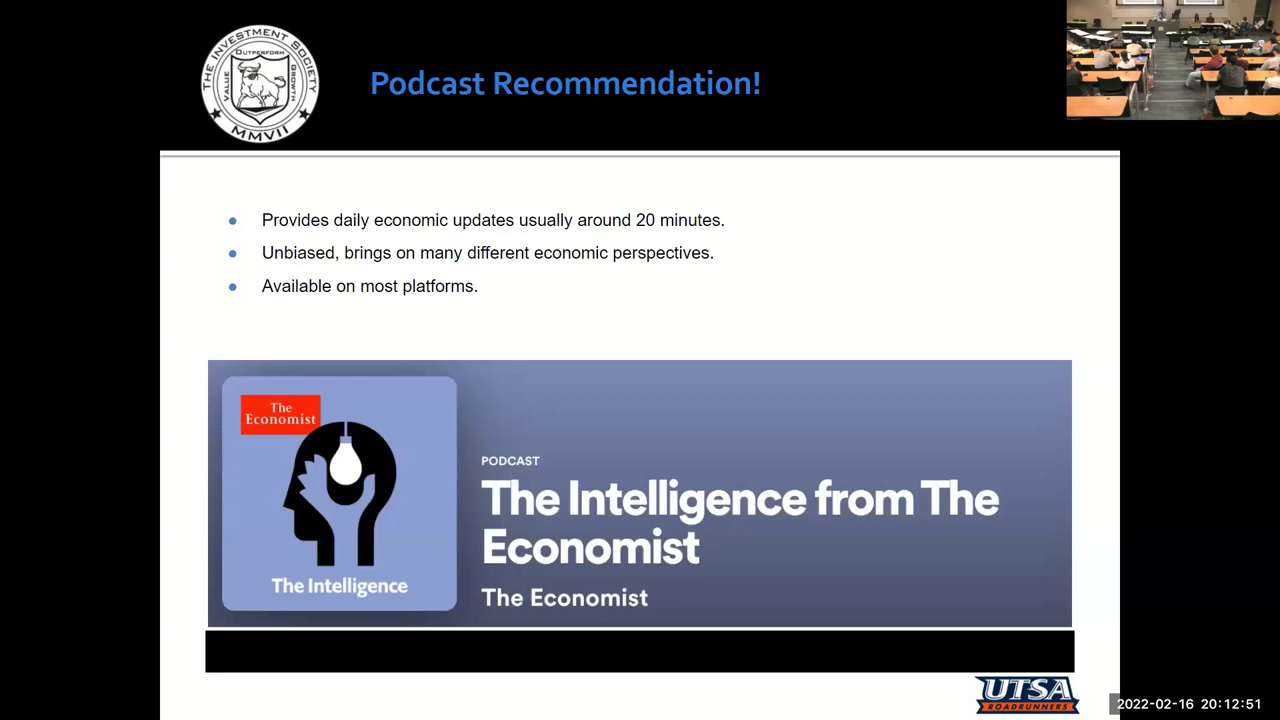 THE INVESTMENT SOCIETY
OUTPERFORM
VALUE
GROWTH
MMVII
Podcast Recommendation!
Provides daily economic updates usually around 20 minutes.
Unbiased, brings on many different economic perspectives.
Available on most platforms.
The
Economist
The Intelligence
PODCAST
The Intelligence from The
Economist
The Economist
UTSA
ROADRUNNERS
2022-02-16 20:12:51